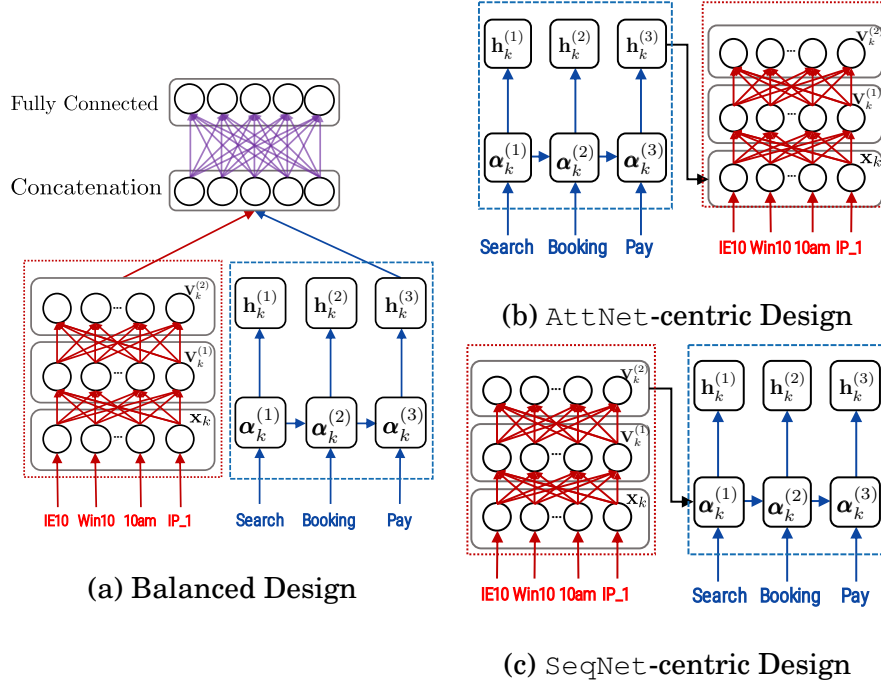 Fully Connected
Concatenation
V_k^{(2)}
V_k^{(1)}
x_k
IE10 Win10 10am IP_1
h_k^{(1)} h_k^{(2)} h_k^{(3)}
α_k^{(1)} α_k^{(2)} α_k^{(3)}
Search Booking Pay
(a) Balanced Design
h_k^{(1)} h_k^{(2)} h_k^{(3)}
α_k^{(1)} α_k^{(2)} α_k^{(3)}
Search Booking Pay
V_k^{(2)}
V_k^{(1)}
x_k
IE10 Win10 10am IP_1
(b) AttNet-centric Design
V_k^{(2)}
V_k^{(1)}
x_k
IE10 Win10 10am IP_1
h_k^{(1)} h_k^{(2)} h_k^{(3)}
α_k^{(1)} α_k^{(2)} α_k^{(3)}
Search Booking Pay
(c) SeqNet-centric Design